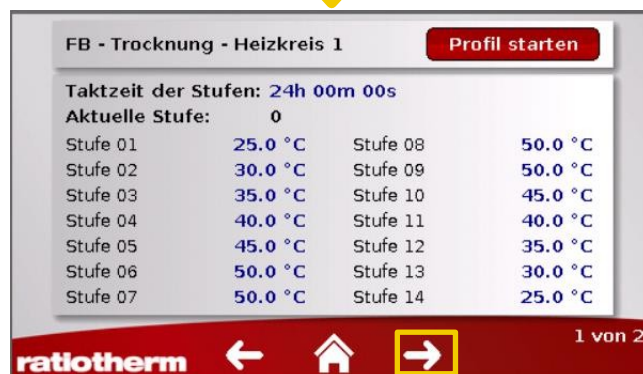 FB - Trocknung - Heizkreis 1 Profil starten
Taktzeit der Stufen: 24h 00m 00s
Aktuelle Stufe: 0
Stufe 01 25.0 °C Stufe 08 50.0 °C
Stufe 02 30.0 °C Stufe 09 50.0 °C
Stufe 03 35.0 °C Stufe 10 45.0 °C
Stufe 04 40.0 °C Stufe 11 40.0 °C
Stufe 05 45.0 °C Stufe 12 35.0 °C
Stufe 06 50.0 °C Stufe 13 30.0 °C
Stufe 07 50.0 °C Stufe 14 25.0 °C
1 von 2
ratiotherm